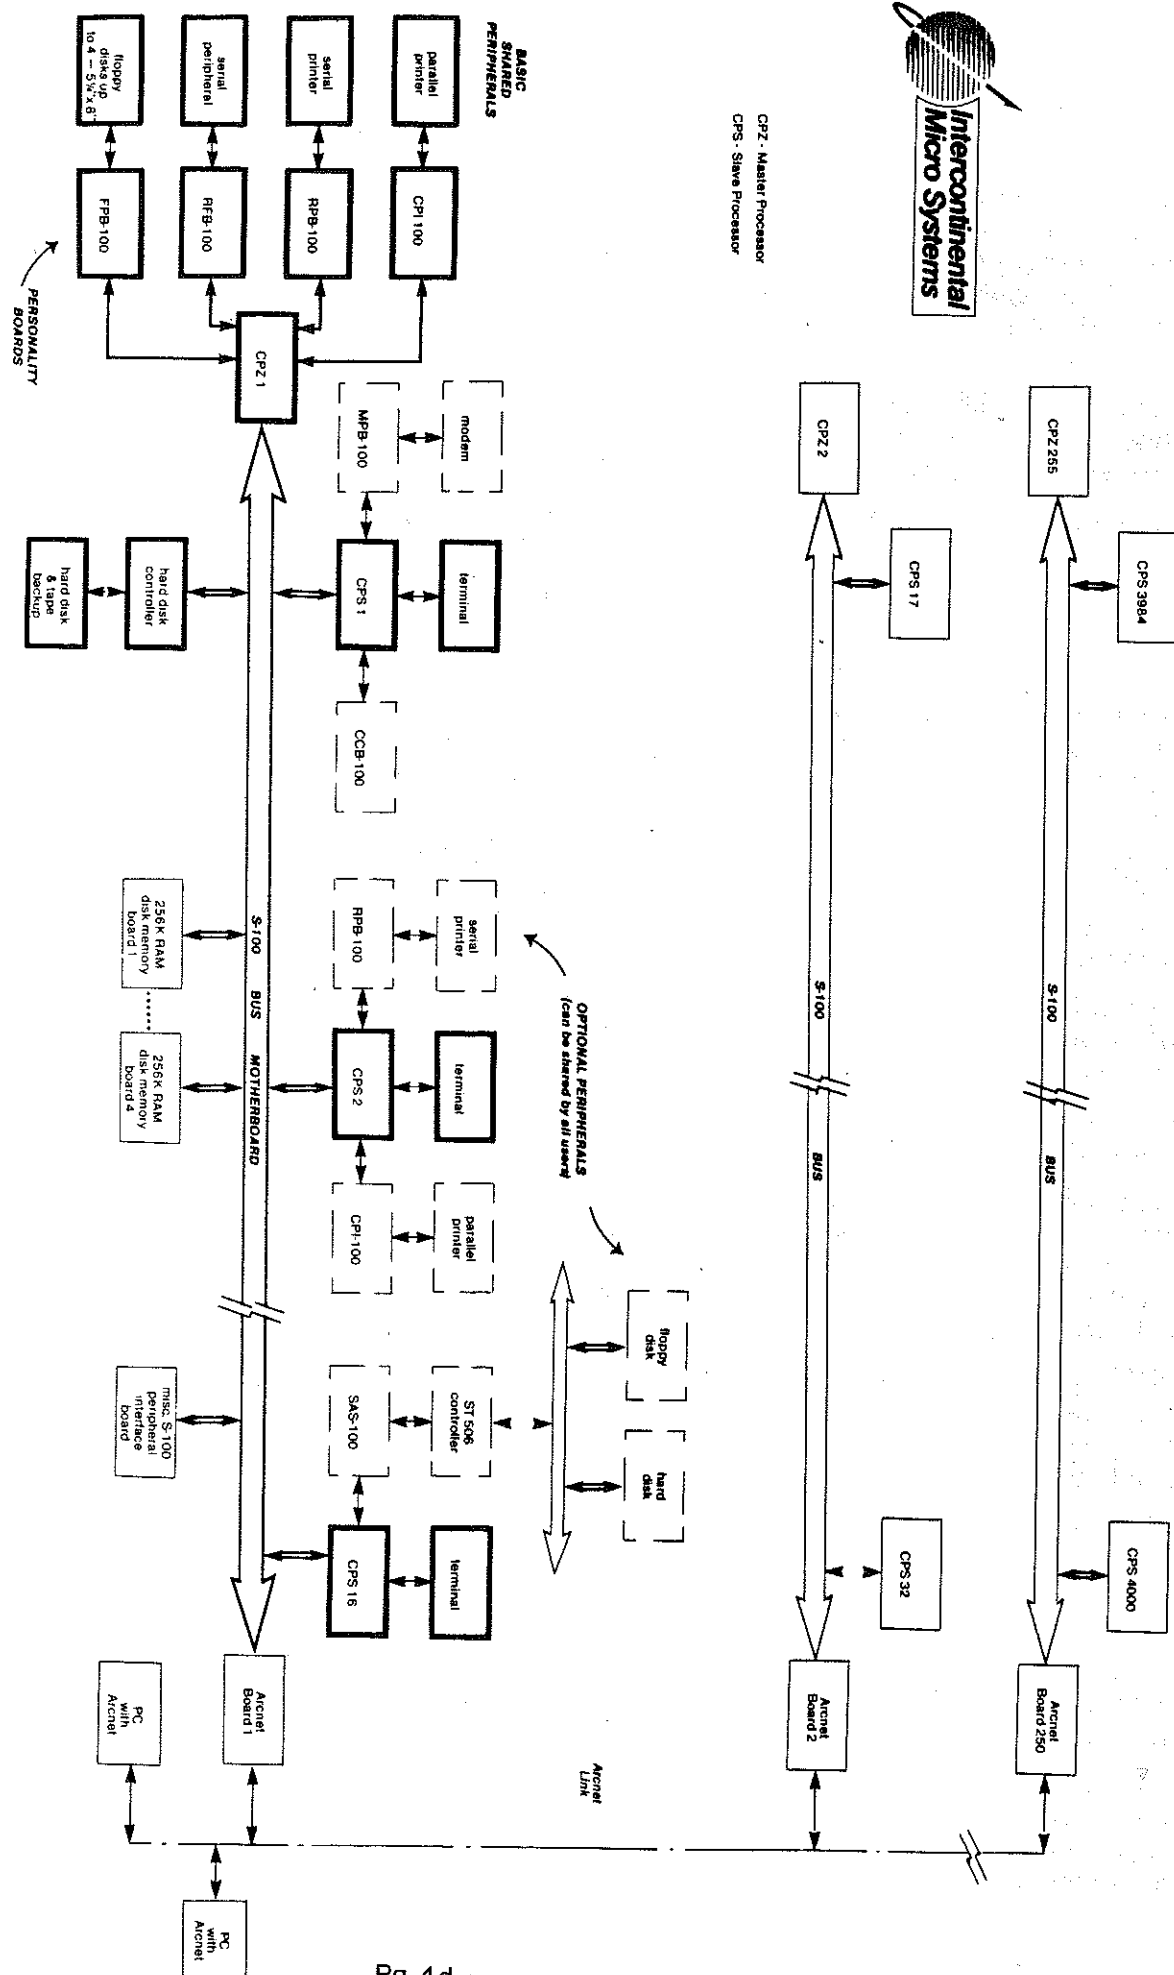 Intercontinental
Micro Systems
CPZ - Master Processor
CPS - Slave Processor
CPZ 255
CPS 3984
S-100
BUS
CPS 4000
Arcnet
Board 250
CPZ 2
CPS 17
S-100
BUS
CPS 32
Arcnet
Board 2
Arcnet
Link
OPTIONAL PERIPHERALS
(can be shared by all users)
floppy
disk
hard
disk
BASIC
SHARED
PERIPHERALS
parallel
printer
CPI 100
serial
printer
RPB-100
serial
peripheral
RFB-100
floppy
disks up
to 4 — 5¼"x 8"
FPB-100
PERSONALITY
BOARDS
CPZ 1
modem
MPB-100
terminal
CPS 1
CCB-100
serial
printer
RPB-100
terminal
CPS 2
parallel
printer
CPI-100
ST 506
controller
SAS-100
terminal
CPS 16
S-100
BUS
MOTHERBOARD
hard disk
controller
hard disk
& tape
backup
256K RAM
disk memory
board 1
256K RAM
disk memory
board 4
misc. S-100
peripheral
interface
board
Arcnet
Board 1
PC
with
Arcnet
PC
with
Arcnet
Pg. 4d